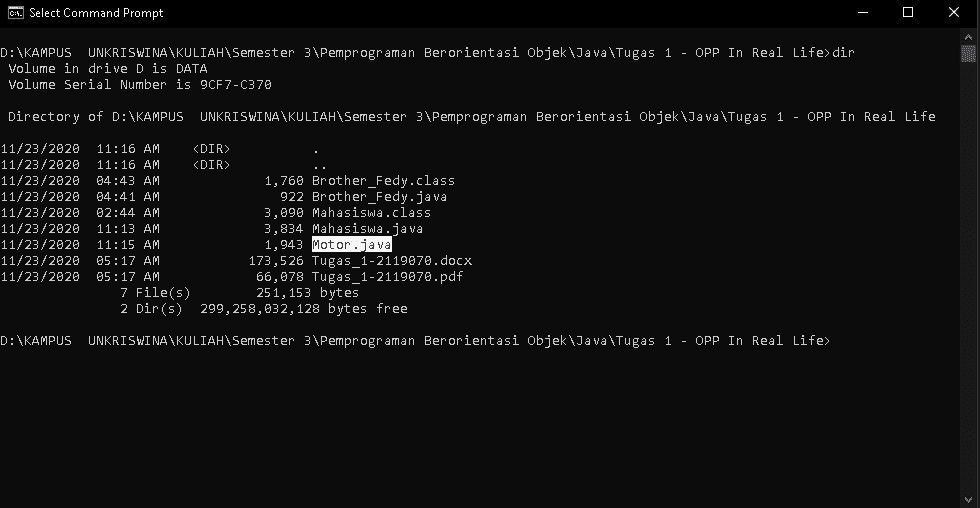 Select Command Prompt
D:\KAMPUS  UNKRISWINA\KULIAH\Semester 3\Pemprograman Berorientasi Objek\Java\Tugas 1 - OPP In Real Life>dir
 Volume in drive D is DATA
 Volume Serial Number is 9CF7-C370
 Directory of D:\KAMPUS  UNKRISWINA\KULIAH\Semester 3\Pemprograman Berorientasi Objek\Java\Tugas 1 - OPP In Real Life
11/23/2020  11:16 AM    <DIR>          .
11/23/2020  11:16 AM    <DIR>          ..
11/23/2020  04:43 AM             1,760 Brother_Fedy.class
11/23/2020  04:41 AM               922 Brother_Fedy.java
11/23/2020  02:44 AM             3,090 Mahasiswa.class
11/23/2020  11:13 AM             3,834 Mahasiswa.java
11/23/2020  11:15 AM             1,943 Motor.java
11/23/2020  05:17 AM           173,526 Tugas_1-2119070.docx
11/23/2020  05:17 AM            66,078 Tugas_1-2119070.pdf
               7 File(s)        251,153 bytes
               2 Dir(s)  299,258,032,128 bytes free
D:\KAMPUS  UNKRISWINA\KULIAH\Semester 3\Pemprograman Berorientasi Objek\Java\Tugas 1 - OPP In Real Life>